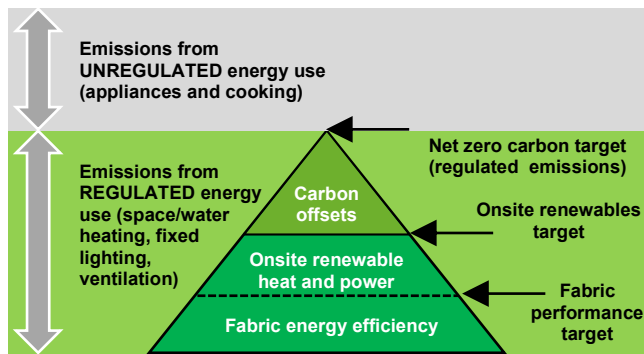 Emissions from
UNREGULATED energy use
(appliances and cooking)
Net zero carbon target
(regulated emissions)
Emissions from
REGULATED energy
use (space/water
heating, fixed
lighting,
ventilation)
Carbon
offsets
Onsite renewables
target
Onsite renewable
heat and power
Fabric
performance
target
Fabric energy efficiency